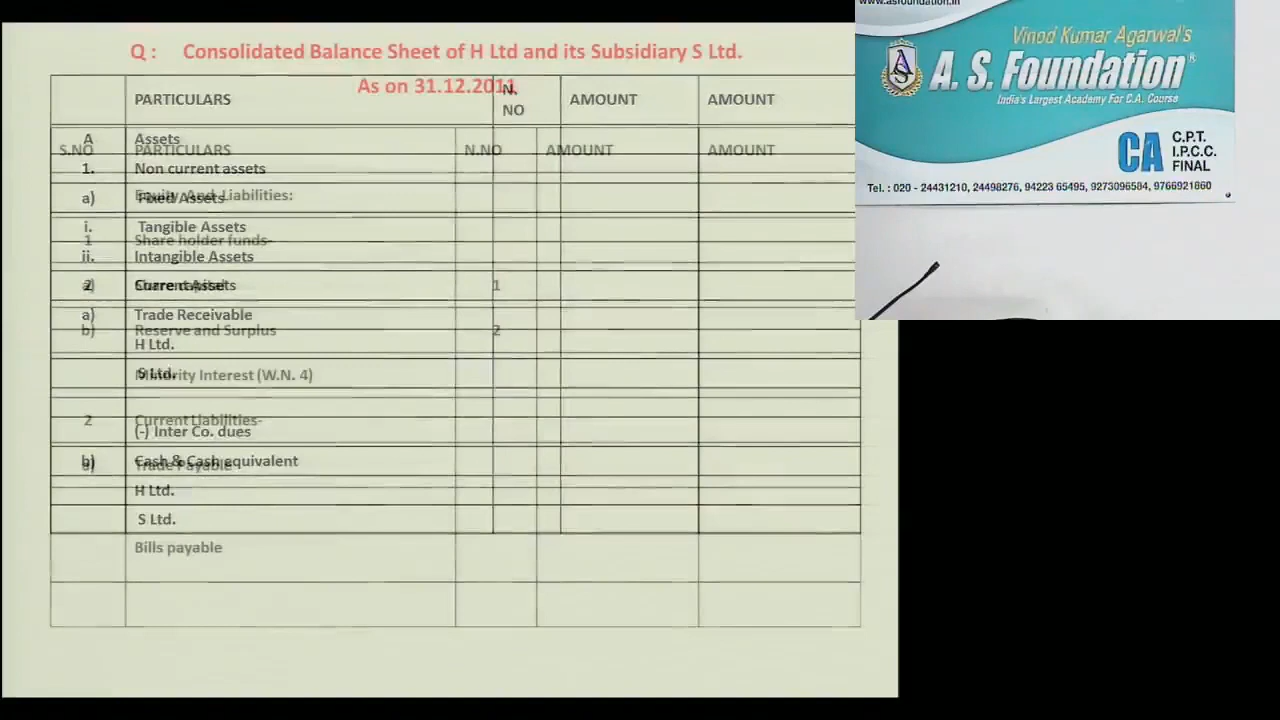 Q : Consolidated Balance Sheet of H Ltd and its Subsidiary S Ltd.
As on 31.12.2011
PARTICULARS N. NO AMOUNT AMOUNT
A Assets
S.NO PARTICULARS N.NO AMOUNT AMOUNT
1. Non current assets
Equity And Liabilities:
a) Fixed Assets
i. Tangible Assets
1 Share holder funds-
ii. Intangible Assets
2 Current Assets
a) Share capital 1
a) Trade Receivable
b) Reserve and Surplus 2
H Ltd.
S Ltd.
Minority Interest (W.N. 4)
2 Current Liabilities-
(-) Inter Co. dues
b) Cash & Cash equivalent
a) Trade Payable
H Ltd.
S Ltd.
Bills payable
www.asfoundation.in
Vinod Kumar Agarwal's
A. S. Foundation®
India's Largest Academy For C.A. Course
CA C.P.T.
I.P.C.C.
FINAL
Tel. : 020 - 24431210, 24498276, 94223 65495, 9273096584, 9766921860